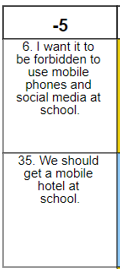 -5
6. I want it to
be forbidden to
use mobile
phones and
social media at
school.
35. We should
get a mobile
hotel at
school.